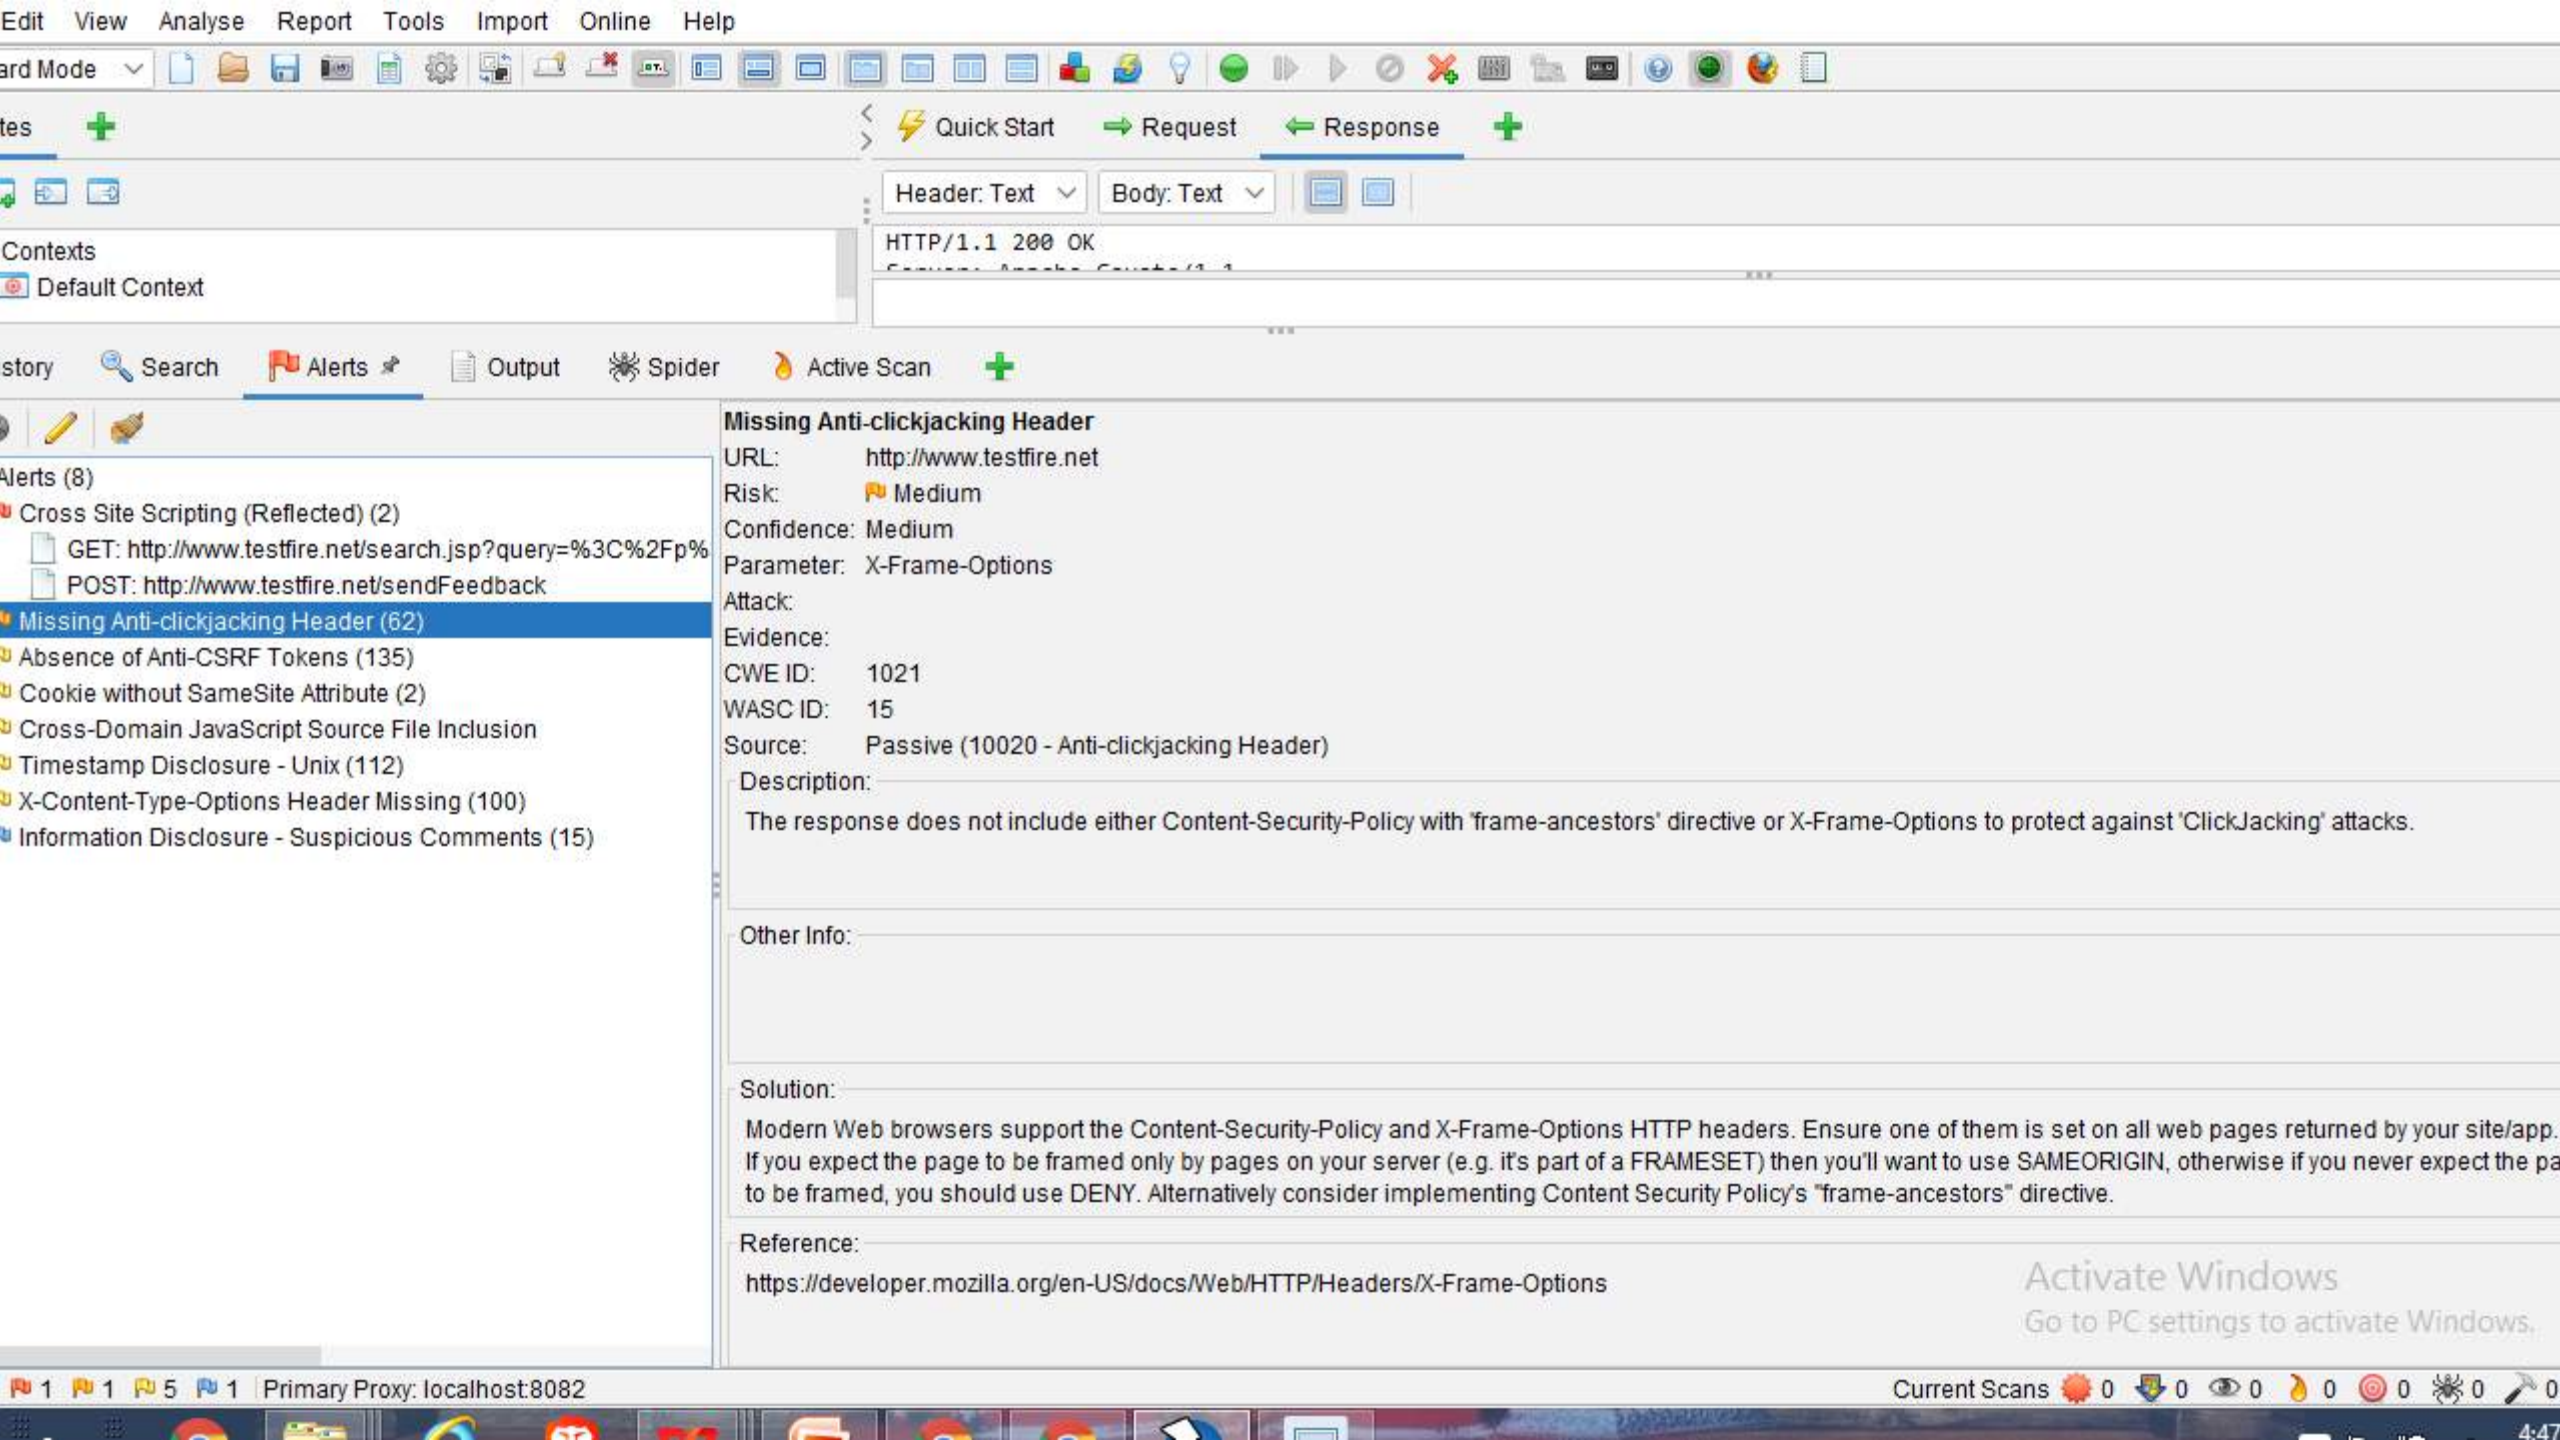 Edit View Analyse Report Tools Import Online Help
ard Mode
tes
Quick Start Request Response
Header: Text Body: Text
Contexts
Default Context
HTTP/1.1 200 OK
story Search Alerts Output Spider Active Scan
Alerts (8)
Cross Site Scripting (Reflected) (2)
GET: http://www.testfire.net/search.jsp?query=%3C%2Fp%
POST: http://www.testfire.net/sendFeedback
Missing Anti-clickjacking Header (62)
Absence of Anti-CSRF Tokens (135)
Cookie without SameSite Attribute (2)
Cross-Domain JavaScript Source File Inclusion
Timestamp Disclosure - Unix (112)
X-Content-Type-Options Header Missing (100)
Information Disclosure - Suspicious Comments (15)
Missing Anti-clickjacking Header
URL: http://www.testfire.net
Risk: Medium
Confidence: Medium
Parameter: X-Frame-Options
Attack:
Evidence:
CWE ID: 1021
WASC ID: 15
Source: Passive (10020 - Anti-clickjacking Header)
Description:
The response does not include either Content-Security-Policy with 'frame-ancestors' directive or X-Frame-Options to protect against 'ClickJacking' attacks.
Other Info:
Solution:
Modern Web browsers support the Content-Security-Policy and X-Frame-Options HTTP headers. Ensure one of them is set on all web pages returned by your site/app.
If you expect the page to be framed only by pages on your server (e.g. it's part of a FRAMESET) then you'll want to use SAMEORIGIN, otherwise if you never expect the pa
to be framed, you should use DENY. Alternatively consider implementing Content Security Policy's "frame-ancestors" directive.
Reference:
https://developer.mozilla.org/en-US/docs/Web/HTTP/Headers/X-Frame-Options
Activate Windows
Go to PC settings to activate Windows.
1 1 5 1 Primary Proxy: localhost:8082
Current Scans 0 0 0 0 0 0 0
4:47